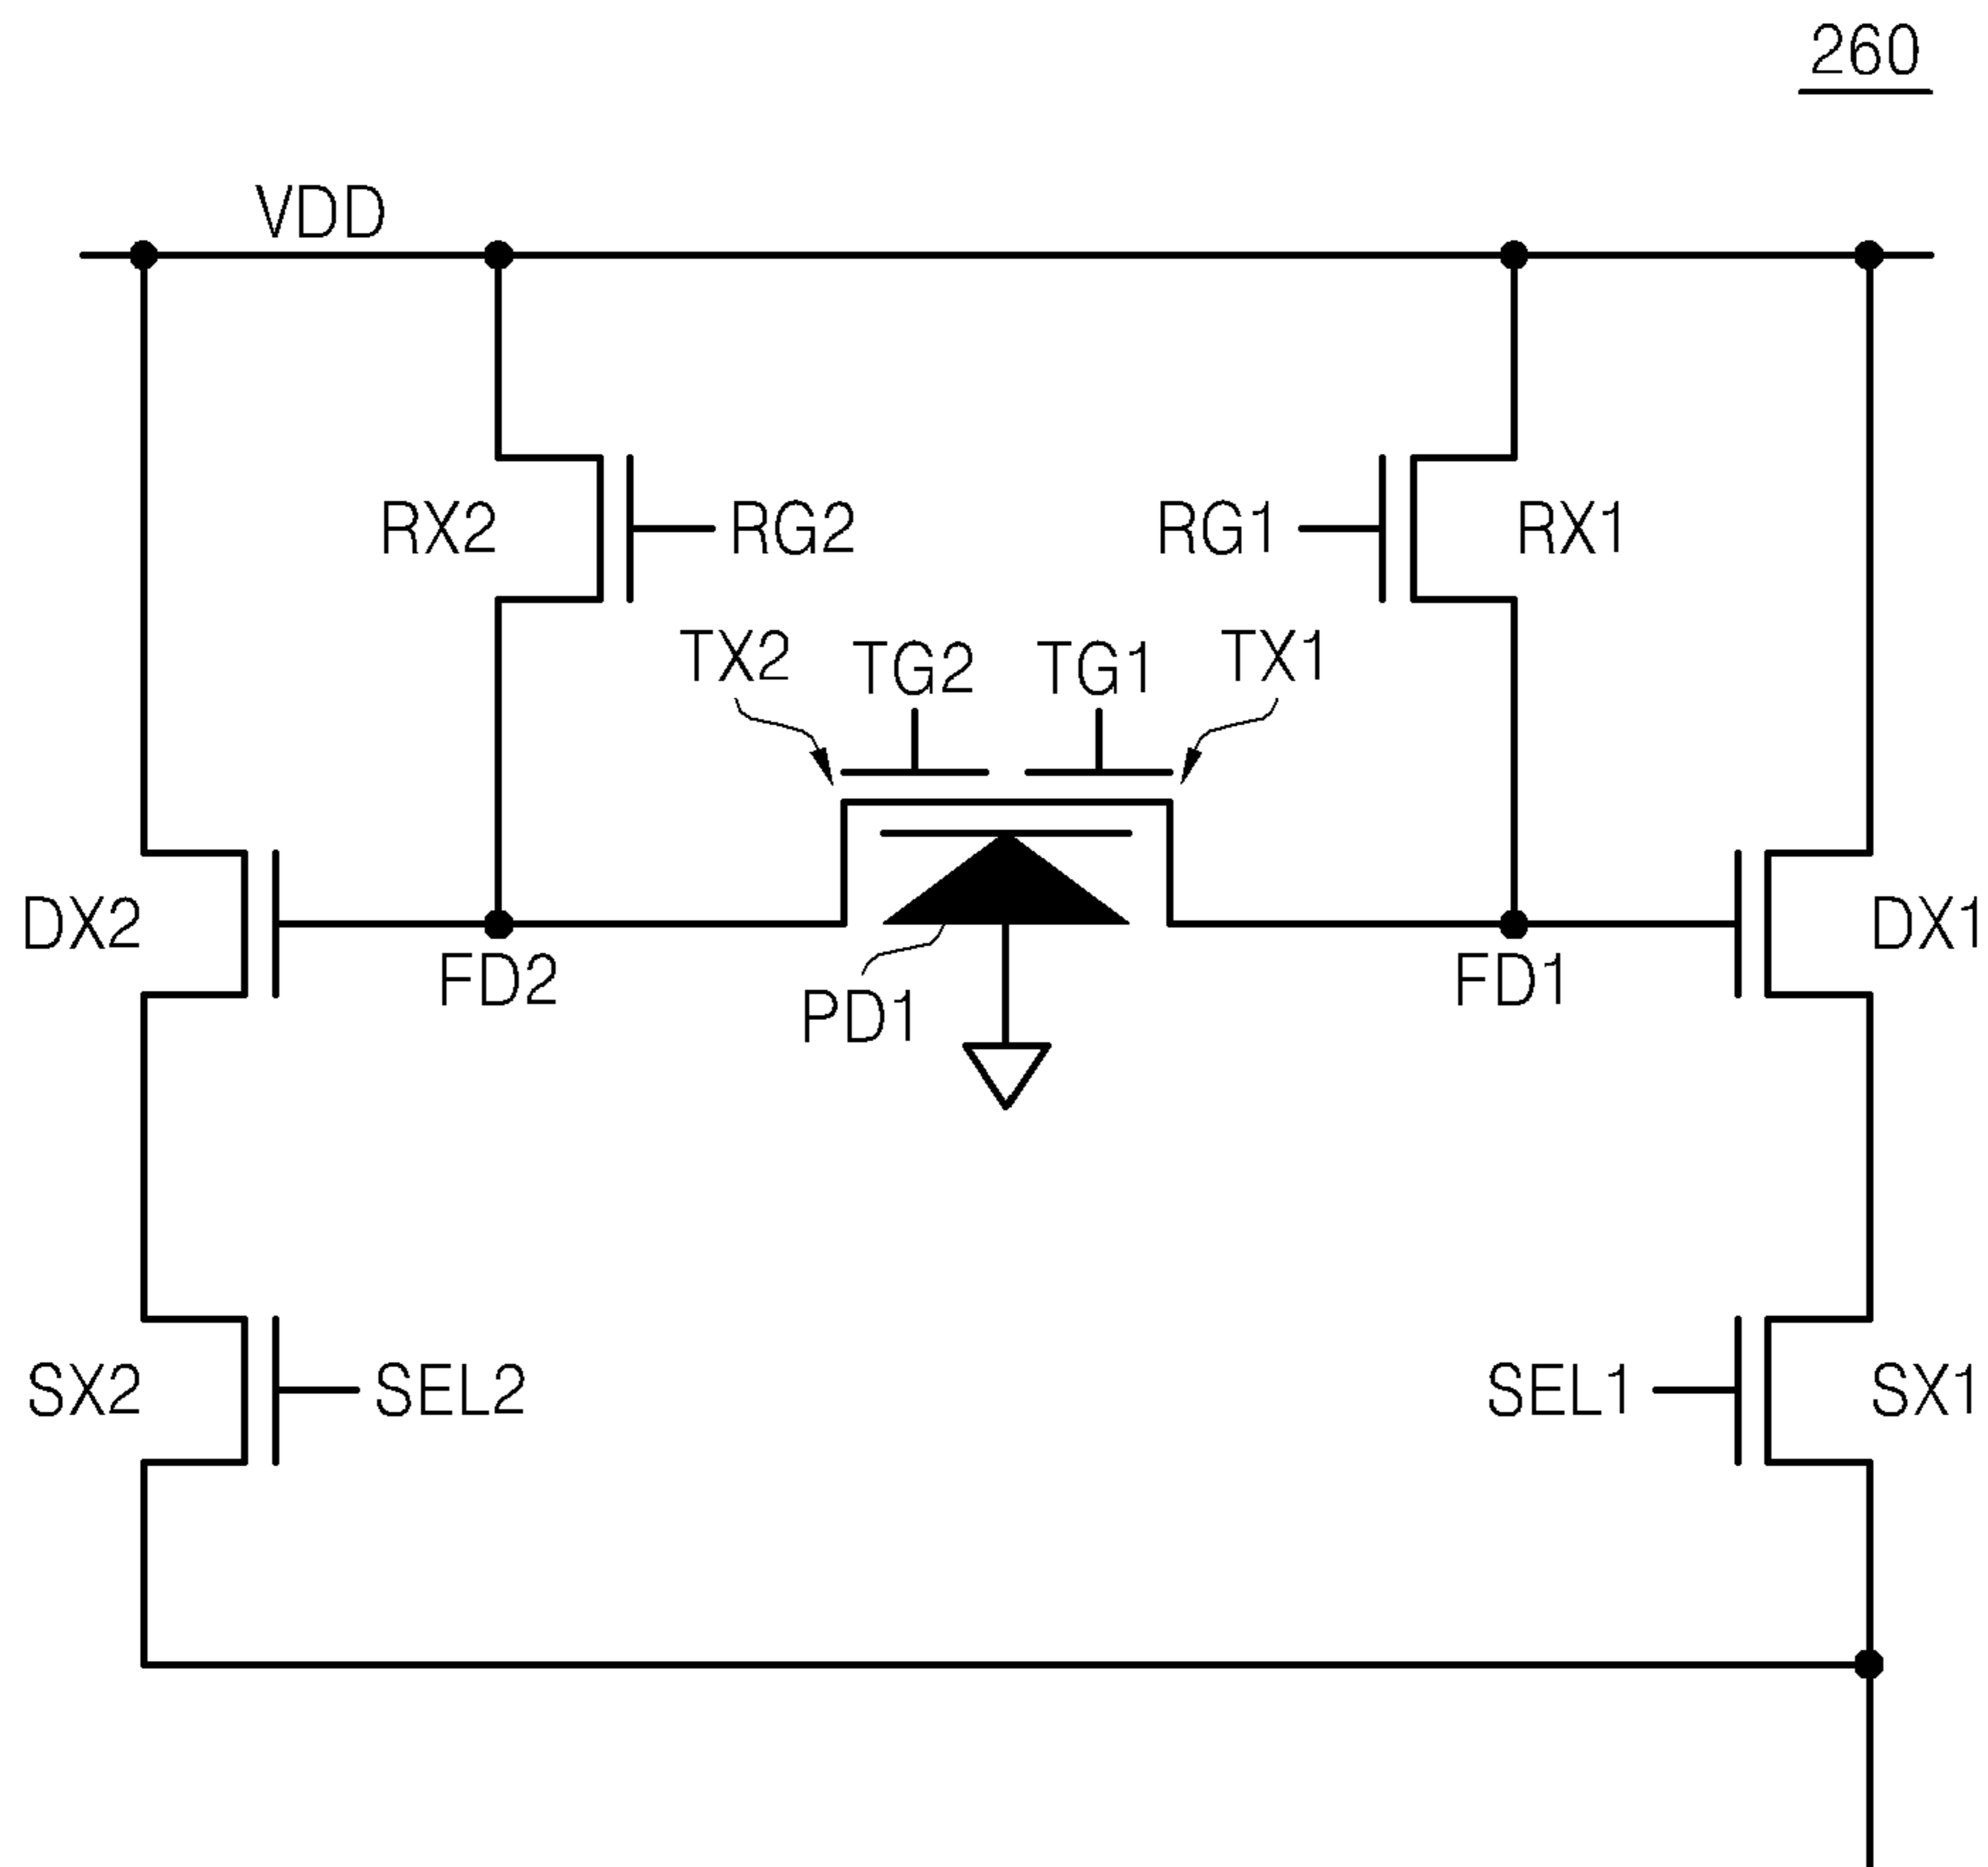 260
VDD
RX2
RG2
RG1
RX1
TX2
TG2
TG1
TX1
DX2
FD2
PD1
FD1
DX1
SX2
SEL2
SEL1
SX1